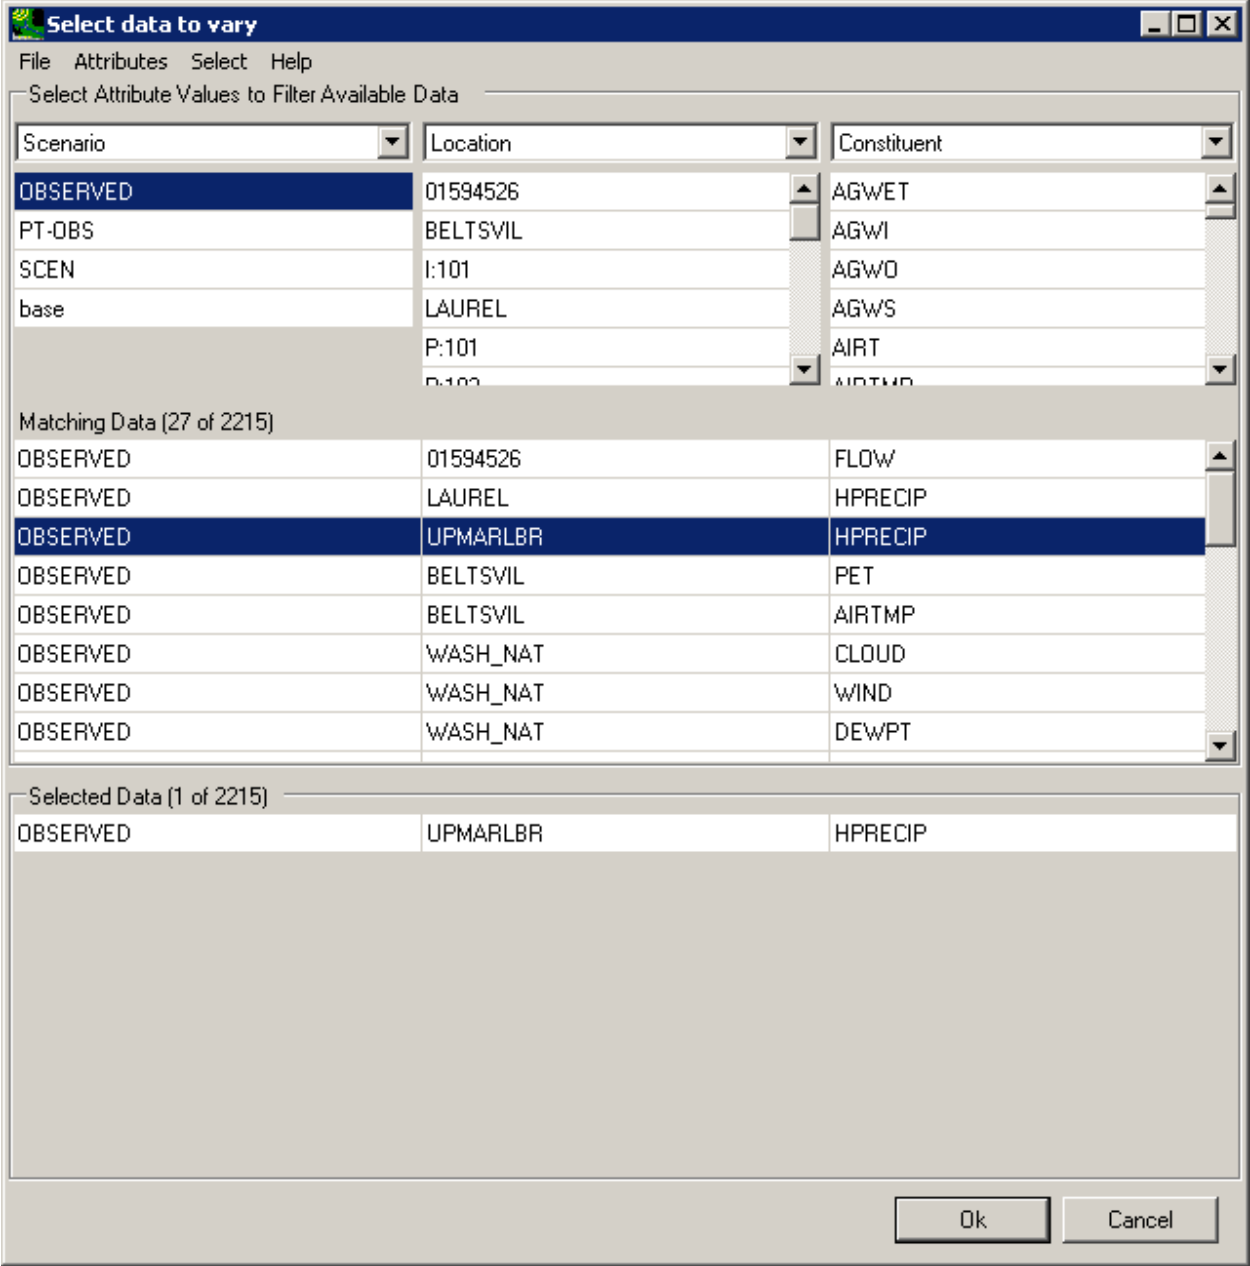 Select data to vary
File Attributes Select Help
Select Attribute Values to Filter Available Data
Scenario Location Constituent
OBSERVED 01594526 AGWET
PT-OBS BELTSVIL AGWI
SCEN I:101 AGWO
base LAUREL AGWS
P:101 AIRT
P:102 AIRTMP
Matching Data (27 of 2215)
OBSERVED 01594526 FLOW
OBSERVED LAUREL HPRECIP
OBSERVED UPMARLBR HPRECIP
OBSERVED BELTSVIL PET
OBSERVED BELTSVIL AIRTMP
OBSERVED WASH_NAT CLOUD
OBSERVED WASH_NAT WIND
OBSERVED WASH_NAT DEWPT
Selected Data (1 of 2215)
OBSERVED UPMARLBR HPRECIP
Ok Cancel